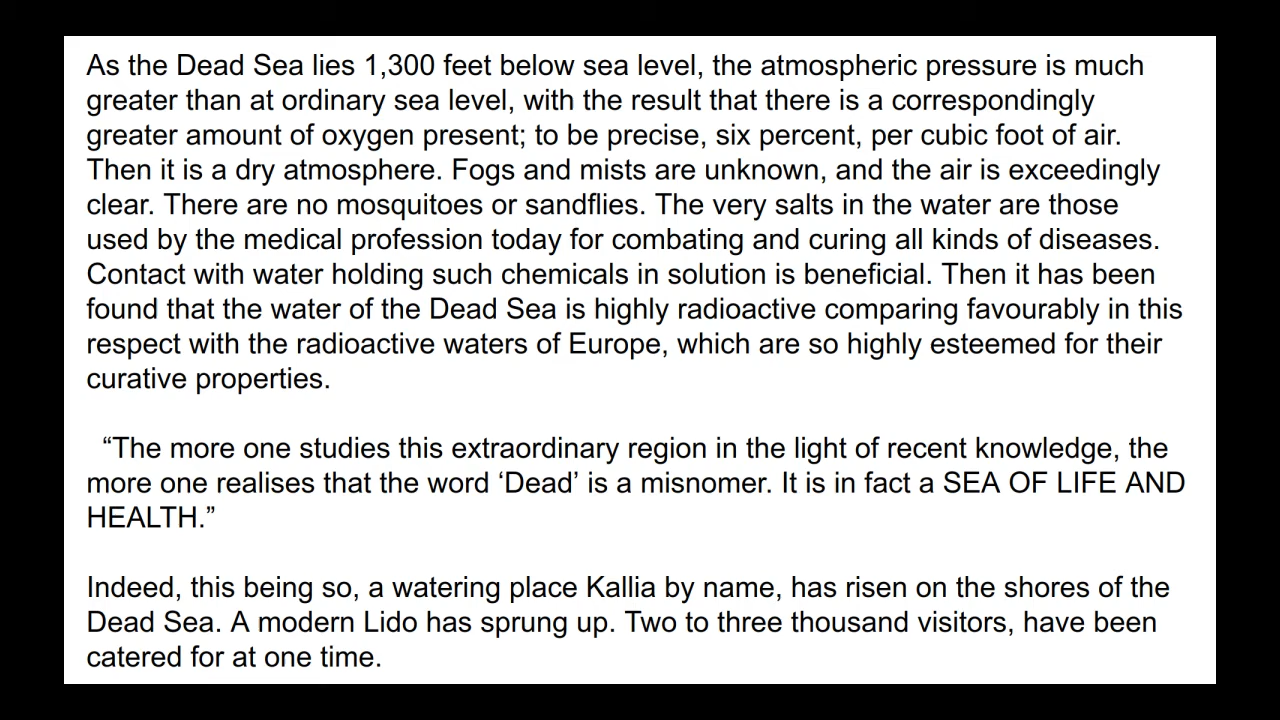 As the Dead Sea lies 1,300 feet below sea level, the atmospheric pressure is much
greater than at ordinary sea level, with the result that there is a correspondingly
greater amount of oxygen present; to be precise, six percent, per cubic foot of air.
Then it is a dry atmosphere. Fogs and mists are unknown, and the air is exceedingly
clear. There are no mosquitoes or sandflies. The very salts in the water are those
used by the medical profession today for combating and curing all kinds of diseases.
Contact with water holding such chemicals in solution is beneficial. Then it has been
found that the water of the Dead Sea is highly radioactive comparing favourably in this
respect with the radioactive waters of Europe, which are so highly esteemed for their
curative properties.
“The more one studies this extraordinary region in the light of recent knowledge, the
more one realises that the word ‘Dead’ is a misnomer. It is in fact a SEA OF LIFE AND
HEALTH.”
Indeed, this being so, a watering place Kallia by name, has risen on the shores of the
Dead Sea. A modern Lido has sprung up. Two to three thousand visitors, have been
catered for at one time.